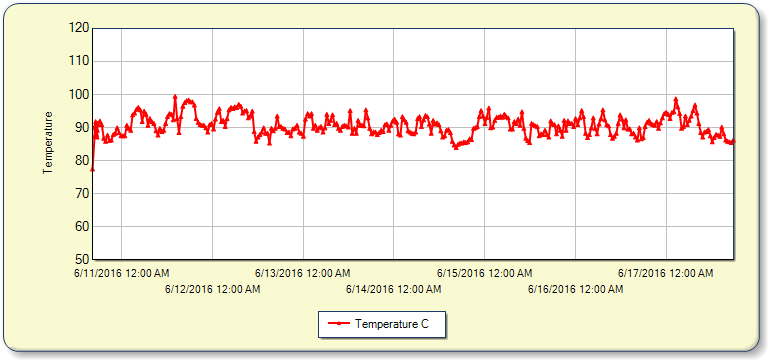 120
110
100
90
80
70
60
50
Temperature
6/11/2016 12:00 AM
6/12/2016 12:00 AM
6/13/2016 12:00 AM
6/14/2016 12:00 AM
6/15/2016 12:00 AM
6/16/2016 12:00 AM
6/17/2016 12:00 AM
Temperature C